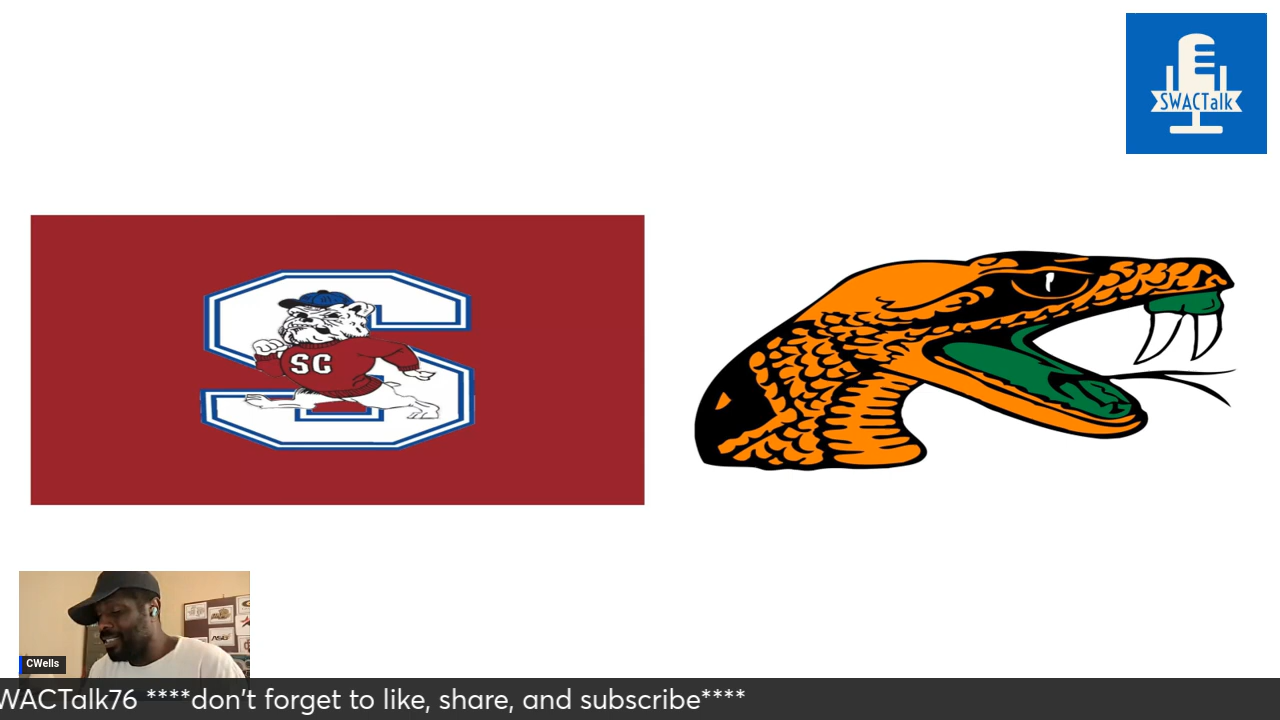 SWACTalk
SC
CWells
WACTalk76 ****don't forget to like, share, and subscribe****